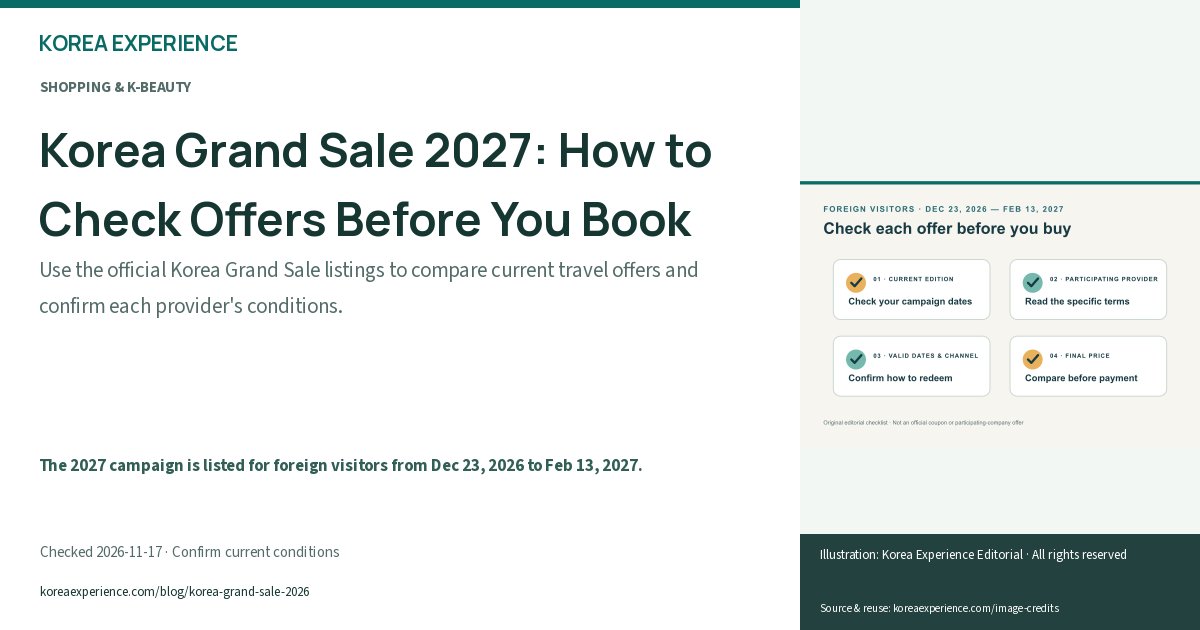 KOREA EXPERIENCE
SHOPPING & K-BEAUTY
Korea Grand Sale 2027: How to
Check Offers Before You Book
Use the official Korea Grand Sale listings to compare current travel offers and
confirm each provider's conditions.
The 2027 campaign is listed for foreign visitors from Dec 23, 2026 to Feb 13, 2027.
Checked 2026-11-17 · Confirm current conditions
koreaexperience.com/blog/korea-grand-sale-2026
FOREIGN VISITORS · DEC 23, 2026 — FEB 13, 2027
Check each offer before you buy
01 · CURRENT EDITION
Check your campaign dates
02 · PARTICIPATING PROVIDER
Read the specific terms
03 · VALID DATES & CHANNEL
Confirm how to redeem
04 · FINAL PRICE
Compare before payment
Original editorial checklist · Not an official coupon or participating-company offer
Illustration: Korea Experience Editorial · All rights reserved
Source & reuse: koreaexperience.com/image-credits